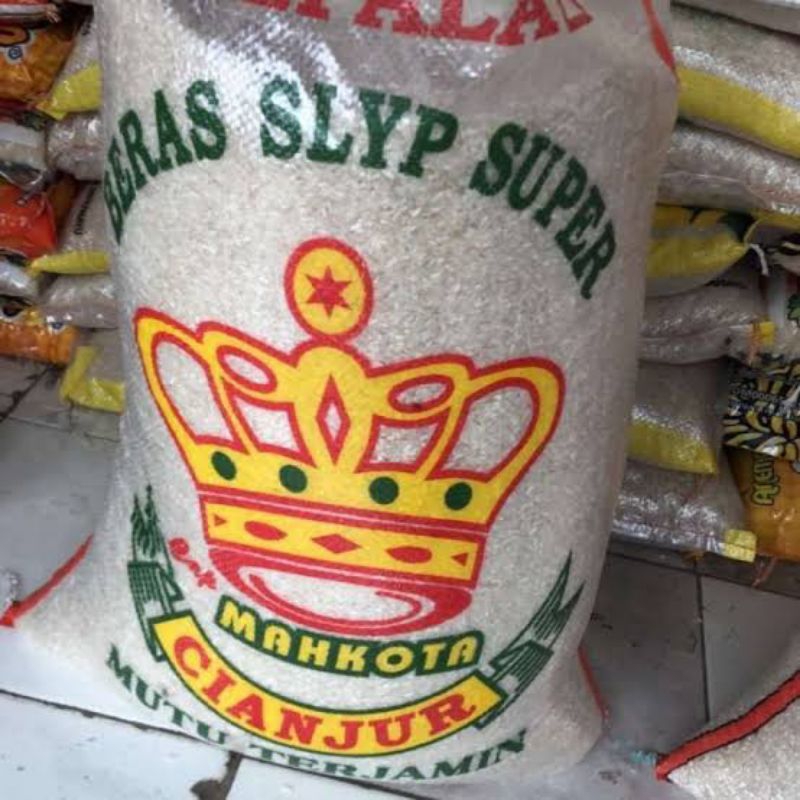 BERAS SLYP SUPER
MAHKOTA
CIANJUR
MUTU TERJAMIN